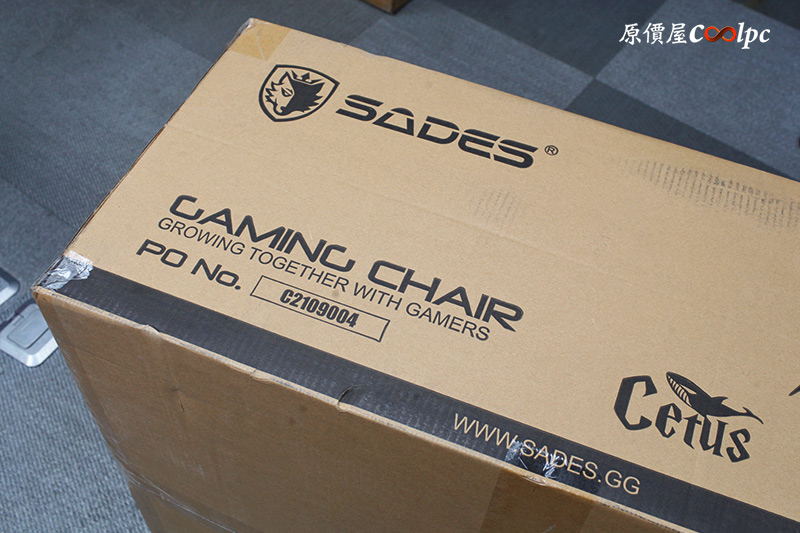 原價屋Coolpc
SADES®
GAMING CHAIR
GROWING TOGETHER WITH GAMERS
PO No. C2109004
Cetus
WWW.SADES.GG